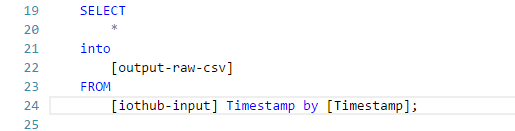 19 SELECT
20 *
21 into
22 [output-raw-csv]
23 FROM
24 [iothub-input] Timestamp by [Timestamp];
25